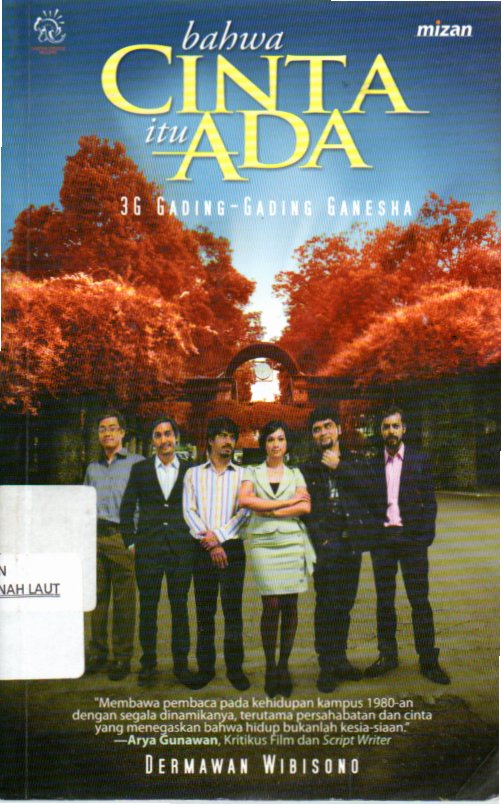 mizan
bahwa
CINTA
itu ADA
3G GADING-GADING GANESHA
N
NAH LAUT
"Membawa pembaca pada kehidupan kampus 1980-an
dengan segala dinamikanya, terutama persahabatan dan cinta
yang menegaskan bahwa hidup bukanlah kesia-siaan."
—Arya Gunawan, Kritikus Film dan Script Writer
DERMAWAN WIBISONO